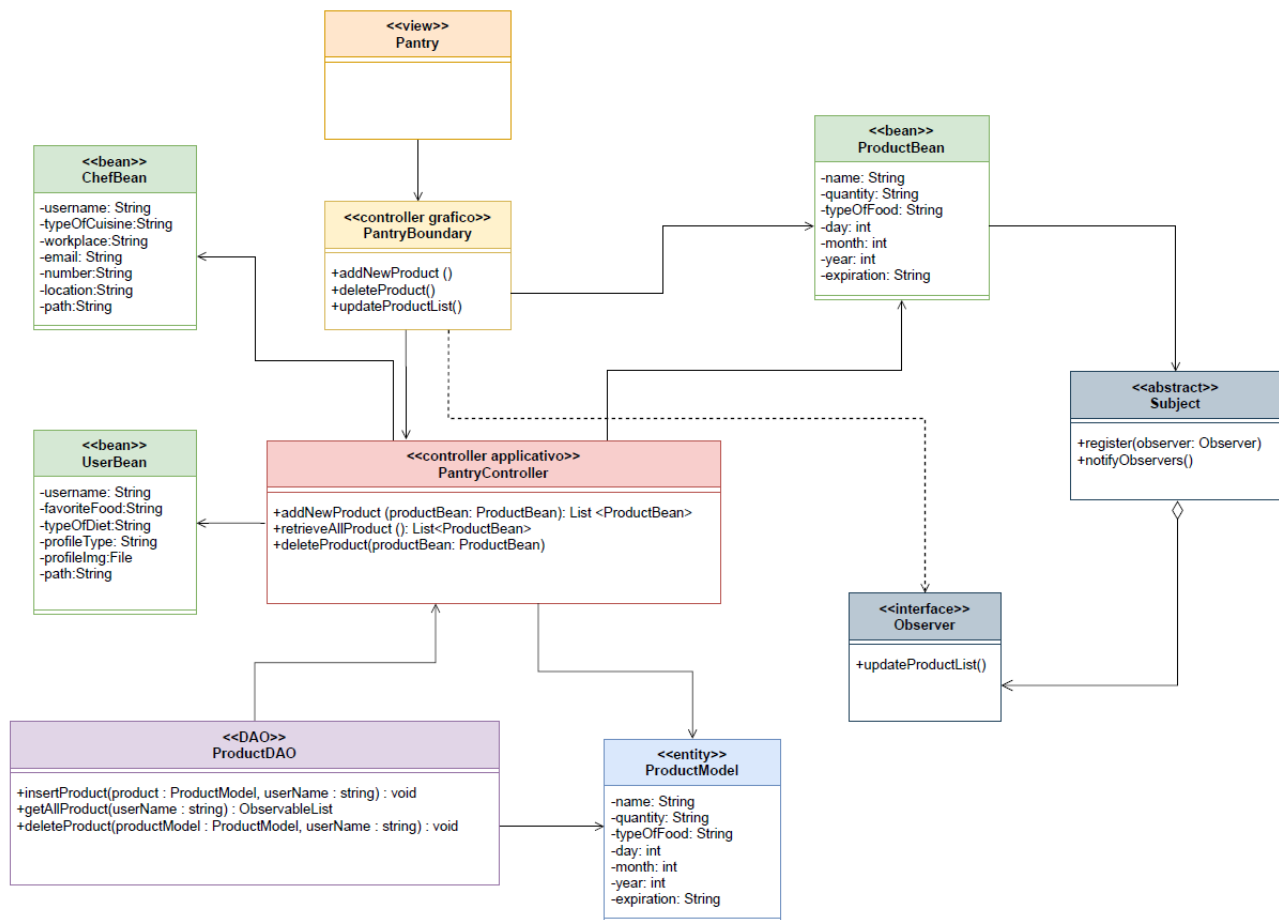 <<view>>
Pantry
<<bean>>
ChefBean
-username: String
-typeOfCuisine:String
-workplace:String
-email: String
-number:String
-location:String
-path:String
<<controller grafico>>
PantryBoundary
+addNewProduct ()
+deleteProduct()
+updateProductList()
<<bean>>
ProductBean
-name: String
-quantity: String
-typeOfFood: String
-day: int
-month: int
-year: int
-expiration: String
<<abstract>>
Subject
+register(observer: Observer)
+notifyObservers()
<<bean>>
UserBean
-username: String
-favoriteFood:String
-typeOfDiet:String
-profileType: String
-profileImg:File
-path:String
<<controller applicativo>>
PantryController
+addNewProduct (productBean: ProductBean): List <ProductBean>
+retrieveAllProduct (): List<ProductBean>
+deleteProduct(productBean: ProductBean)
<<interface>>
Observer
+updateProductList()
<<DAO>>
ProductDAO
+insertProduct(product : ProductModel, userName : string) : void
+getAllProduct(userName : string) : ObservableList
+deleteProduct(productModel : ProductModel, userName : string) : void
<<entity>>
ProductModel
-name: String
-quantity: String
-typeOfFood: String
-day: int
-month: int
-year: int
-expiration: String